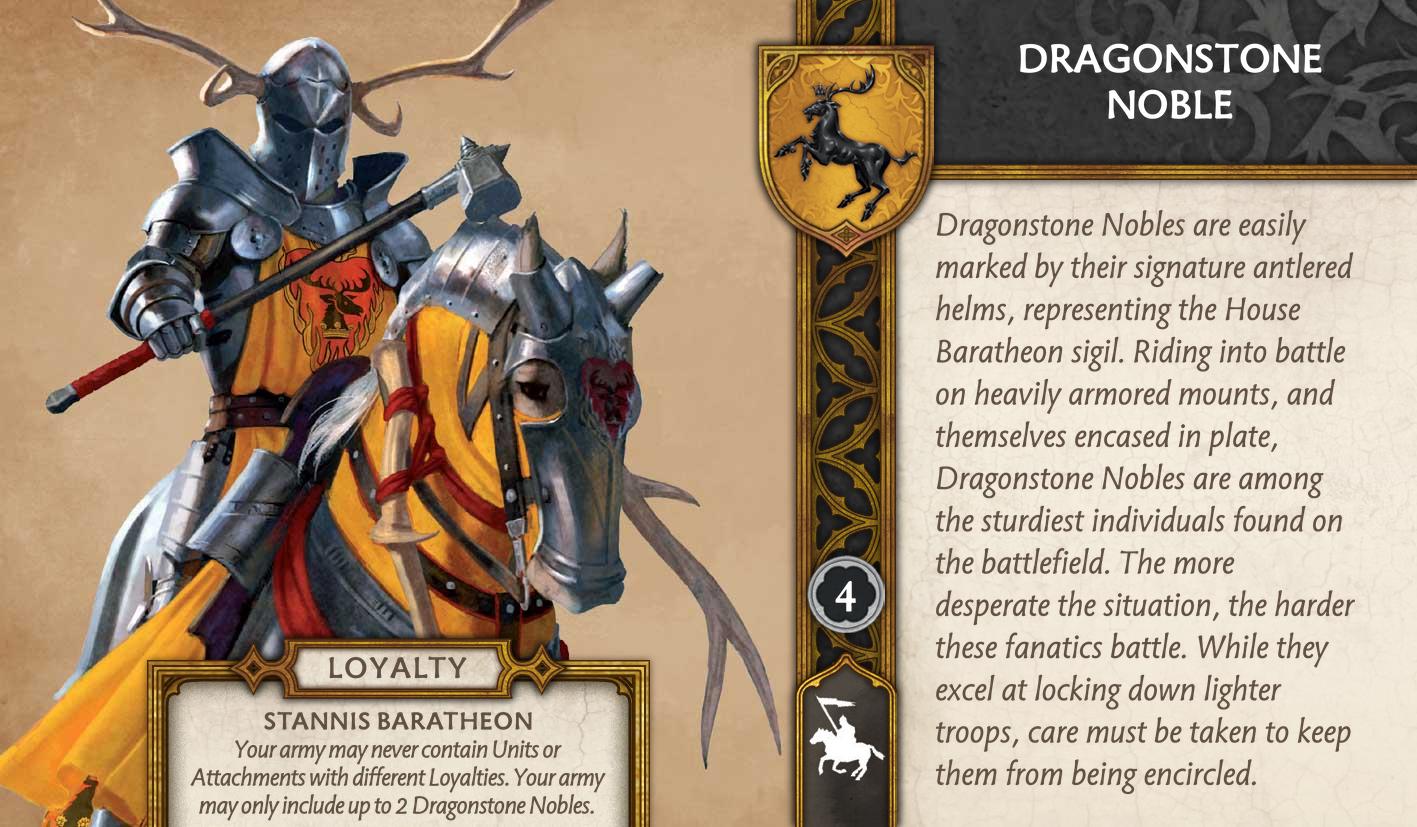 DRAGONSTONE
NOBLE
Dragonstone Nobles are easily
marked by their signature antlered
helms, representing the House
Baratheon sigil. Riding into battle
on heavily armored mounts, and
themselves encased in plate,
Dragonstone Nobles are among
the sturdiest individuals found on
the battlefield. The more
desperate the situation, the harder
these fanatics battle. While they
excel at locking down lighter
troops, care must be taken to keep
them from being encircled.
4
LOYALTY
STANNIS BARATHEON
Your army may never contain Units or
Attachments with different Loyalties. Your army
may only include up to 2 Dragonstone Nobles.